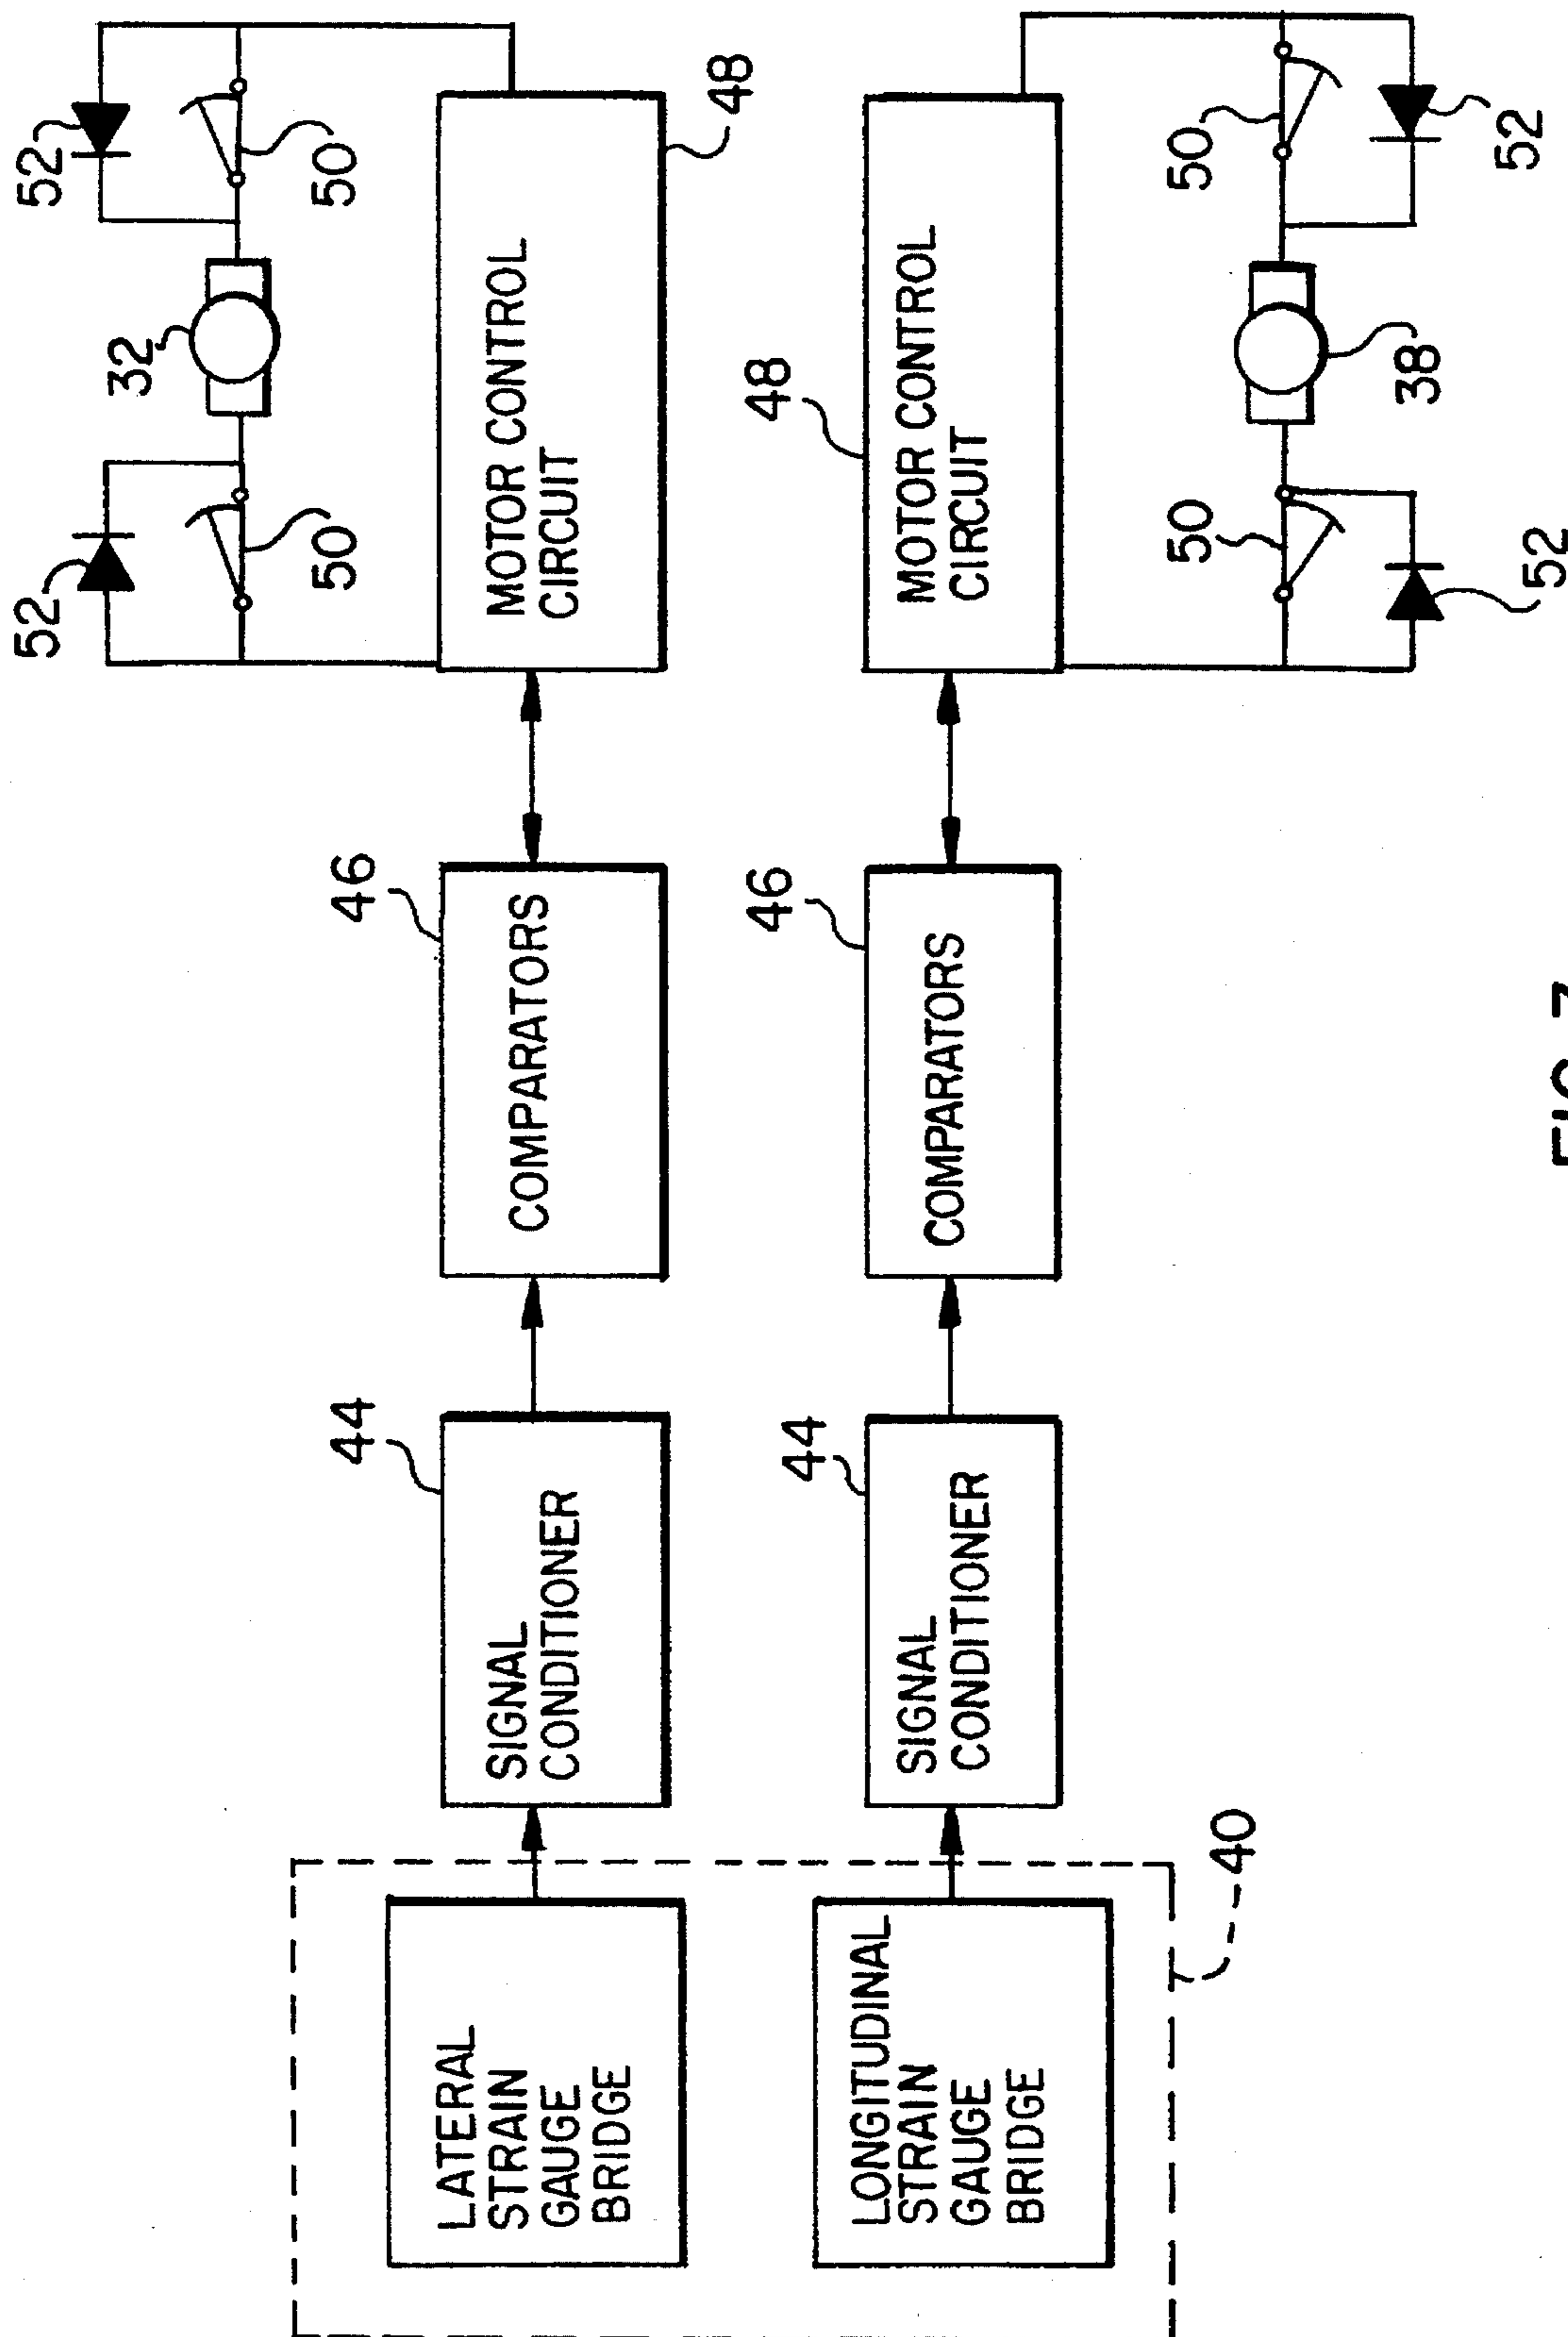 52
52
32
50
50
44
46
LATERAL
STRAIN
GAUGE
BRIDGE
SIGNAL
CONDITIONER
COMPARATORS
MOTOR CONTROL
CIRCUIT
48
44
46
48
LONGITUDINAL
STRAIN
GAUGE
BRIDGE
SIGNAL
CONDITIONER
COMPARATORS
MOTOR CONTROL
CIRCUIT
40
50
50
38
52
52
FIG